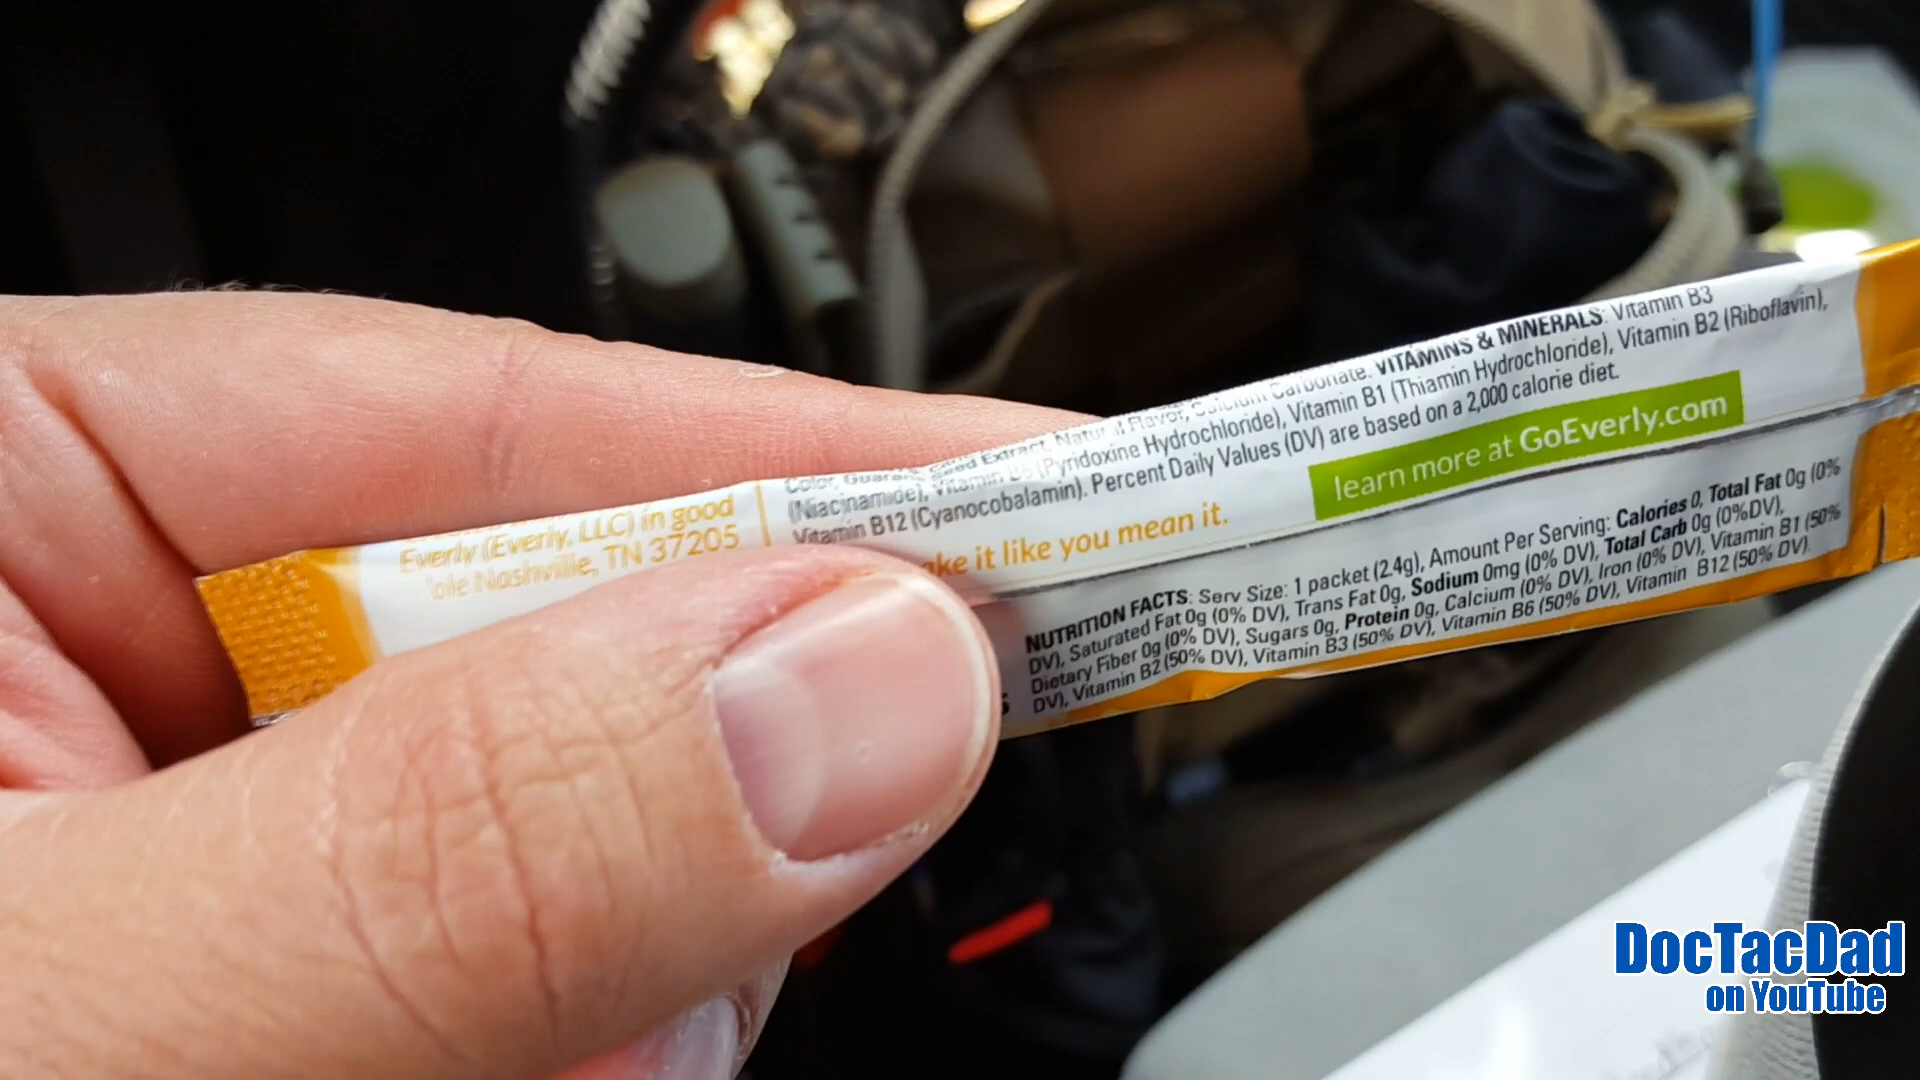 in good
Everly (Everly, LLC) in good
Nashville, TN 37205
Color, Guarana Seed Extract, Natural Flavor, Calcium Carbonate. VITAMINS & MINERALS: Vitamin B3
(Niacinamide), Vitamin B6 (Pyridoxine Hydrochloride), Vitamin B1 (Thiamin Hydrochloride), Vitamin B2 (Riboflavin),
Vitamin B12 (Cyanocobalamin). Percent Daily Values (DV) are based on a 2,000 calorie diet.
ake it like you mean it.
learn more at GoEverly.com
NUTRITION FACTS: Serv Size: 1 packet (2.4g), Amount Per Serving: Calories 0, Total Fat 0g (0%
DV), Saturated Fat 0g (0% DV), Trans Fat 0g, Sodium 0mg (0% DV), Total Carb 0g (0%DV),
Dietary Fiber 0g (0% DV), Sugars 0g, Protein 0g, Calcium (0% DV), Iron (0% DV), Vitamin B1 (50%
DV), Vitamin B2 (50% DV), Vitamin B3 (50% DV), Vitamin B6 (50% DV), Vitamin B12 (50% DV).
DocTacDad
on YouTube